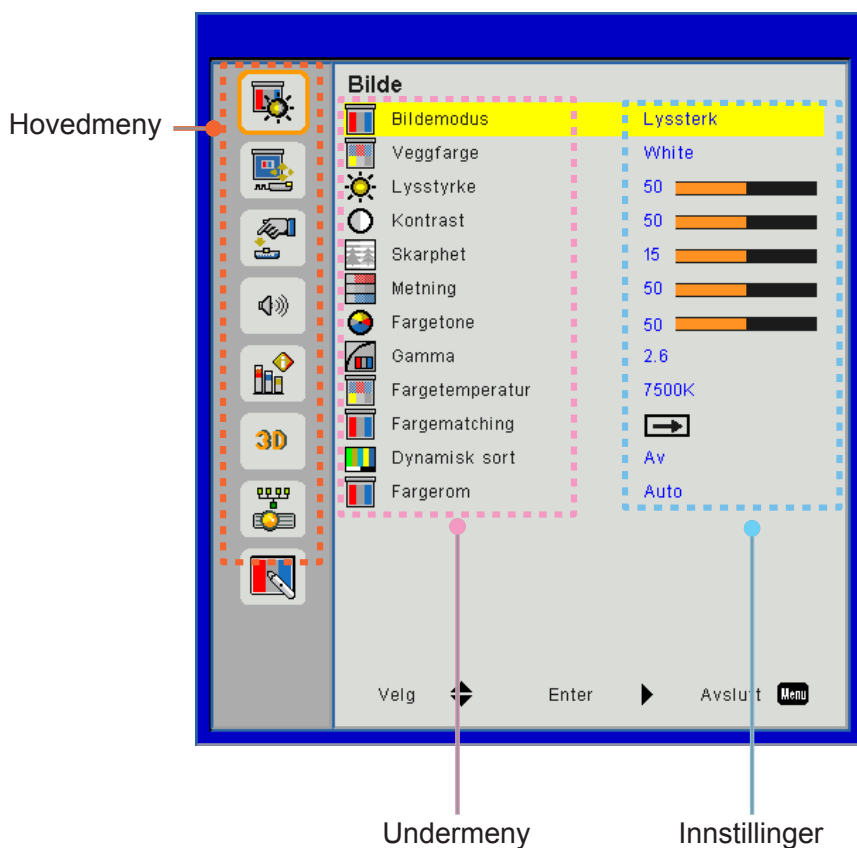 Bilde
Hovedmeny
Bildemodus Lyssterk
Veggfarge White
Lysstyrke 50
Kontrast 50
Skarphet 15
Metning 50
Fargetone 50
Gamma 2.6
Fargetemperatur 7500K
Fargematching
Dynamisk sort Av
3D
Fargerom Auto
Velg Enter Avslutt Menu
Undermeny Innstillinger